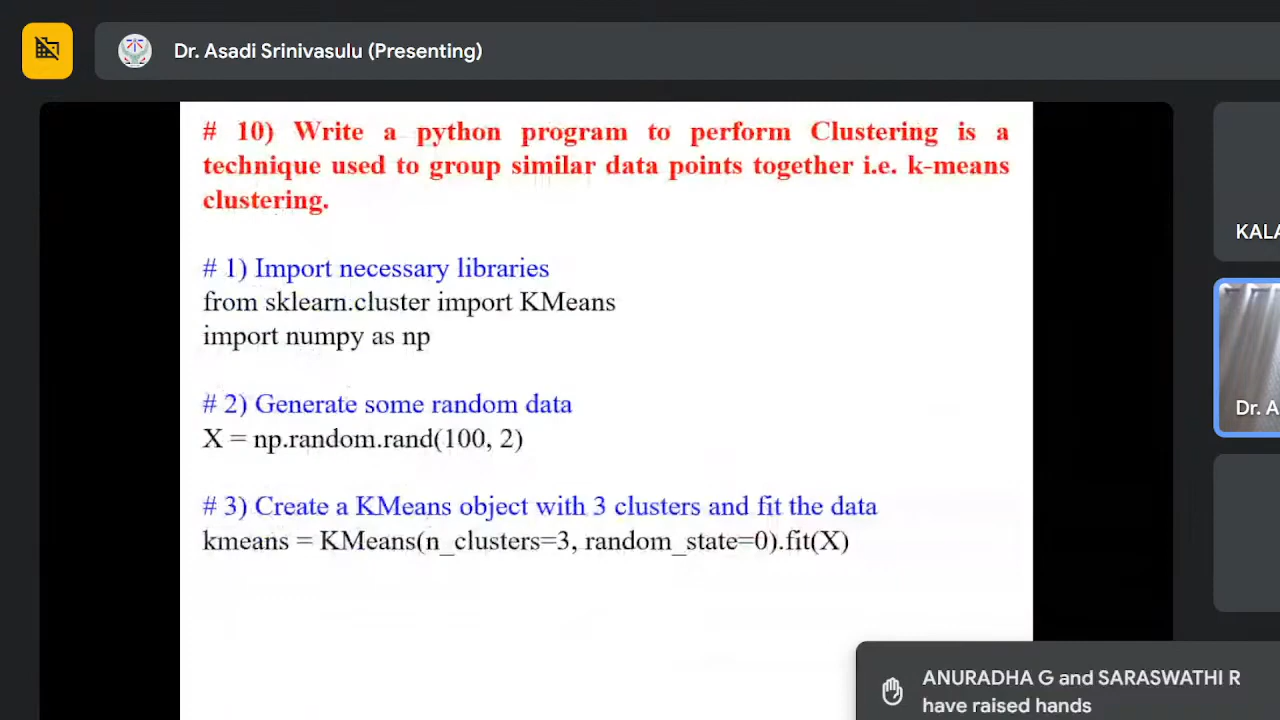 Dr. Asadi Srinivasulu (Presenting)
# 10) Write a python program to perform Clustering is a
technique used to group similar data points together i.e. k-means
clustering.
# 1) Import necessary libraries
from sklearn.cluster import KMeans
import numpy as np
# 2) Generate some random data
X = np.random.rand(100, 2)
# 3) Create a KMeans object with 3 clusters and fit the data
kmeans = KMeans(n_clusters=3, random_state=0).fit(X)
KALA
Dr. A
ANURADHA G and SARASWATHI R
have raised hands